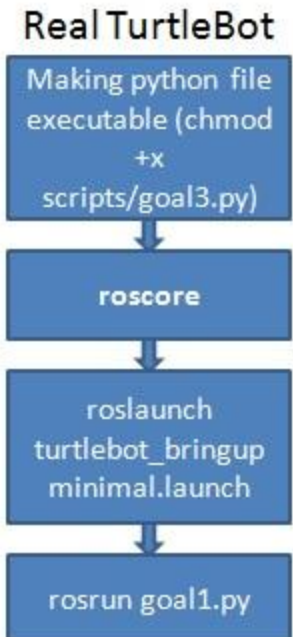 Real TurtleBot
Making python file
executable (chmod
+x
scripts/goal3.py)
roscore
roslaunch
turtlebot_bringup
minimal.launch
rosrun goal1.py